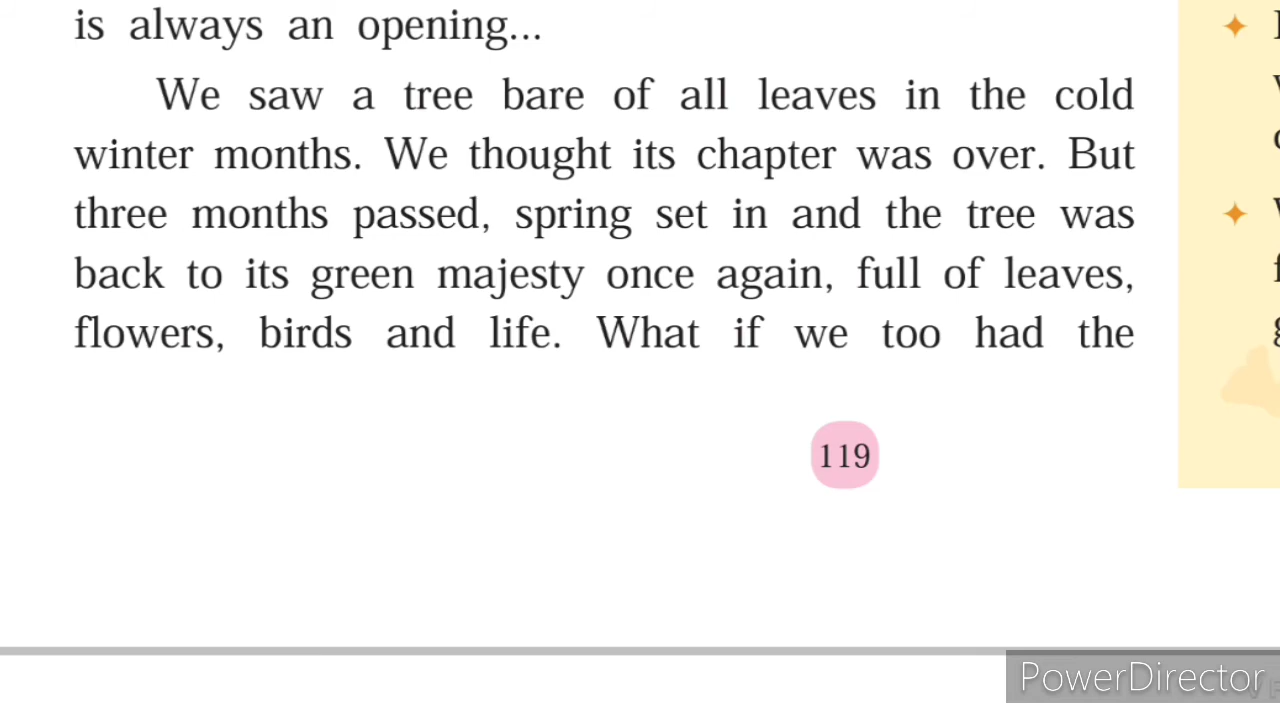 is always an opening...
We saw a tree bare of all leaves in the cold
winter months. We thought its chapter was over. But
three months passed, spring set in and the tree was
back to its green majesty once again, full of leaves,
flowers, birds and life. What if we too had the
119
PowerDirector